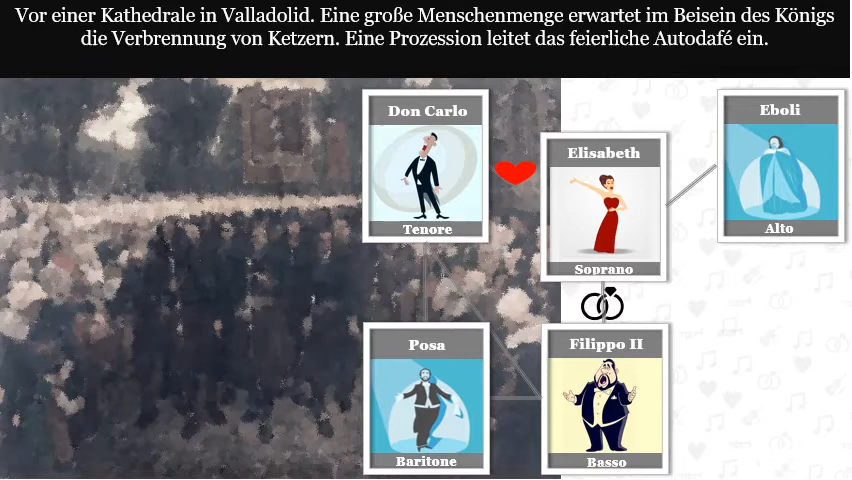 Vor einer Kathedrale in Valladolid. Eine große Menschenmenge erwartet im Beisein des Königs
die Verbrennung von Ketzern. Eine Prozession leitet das feierliche Autodafé ein.
Don Carlo
Tenore
Elisabeth
Soprano
Eboli
Alto
Posa
Baritone
Filippo II
Basso